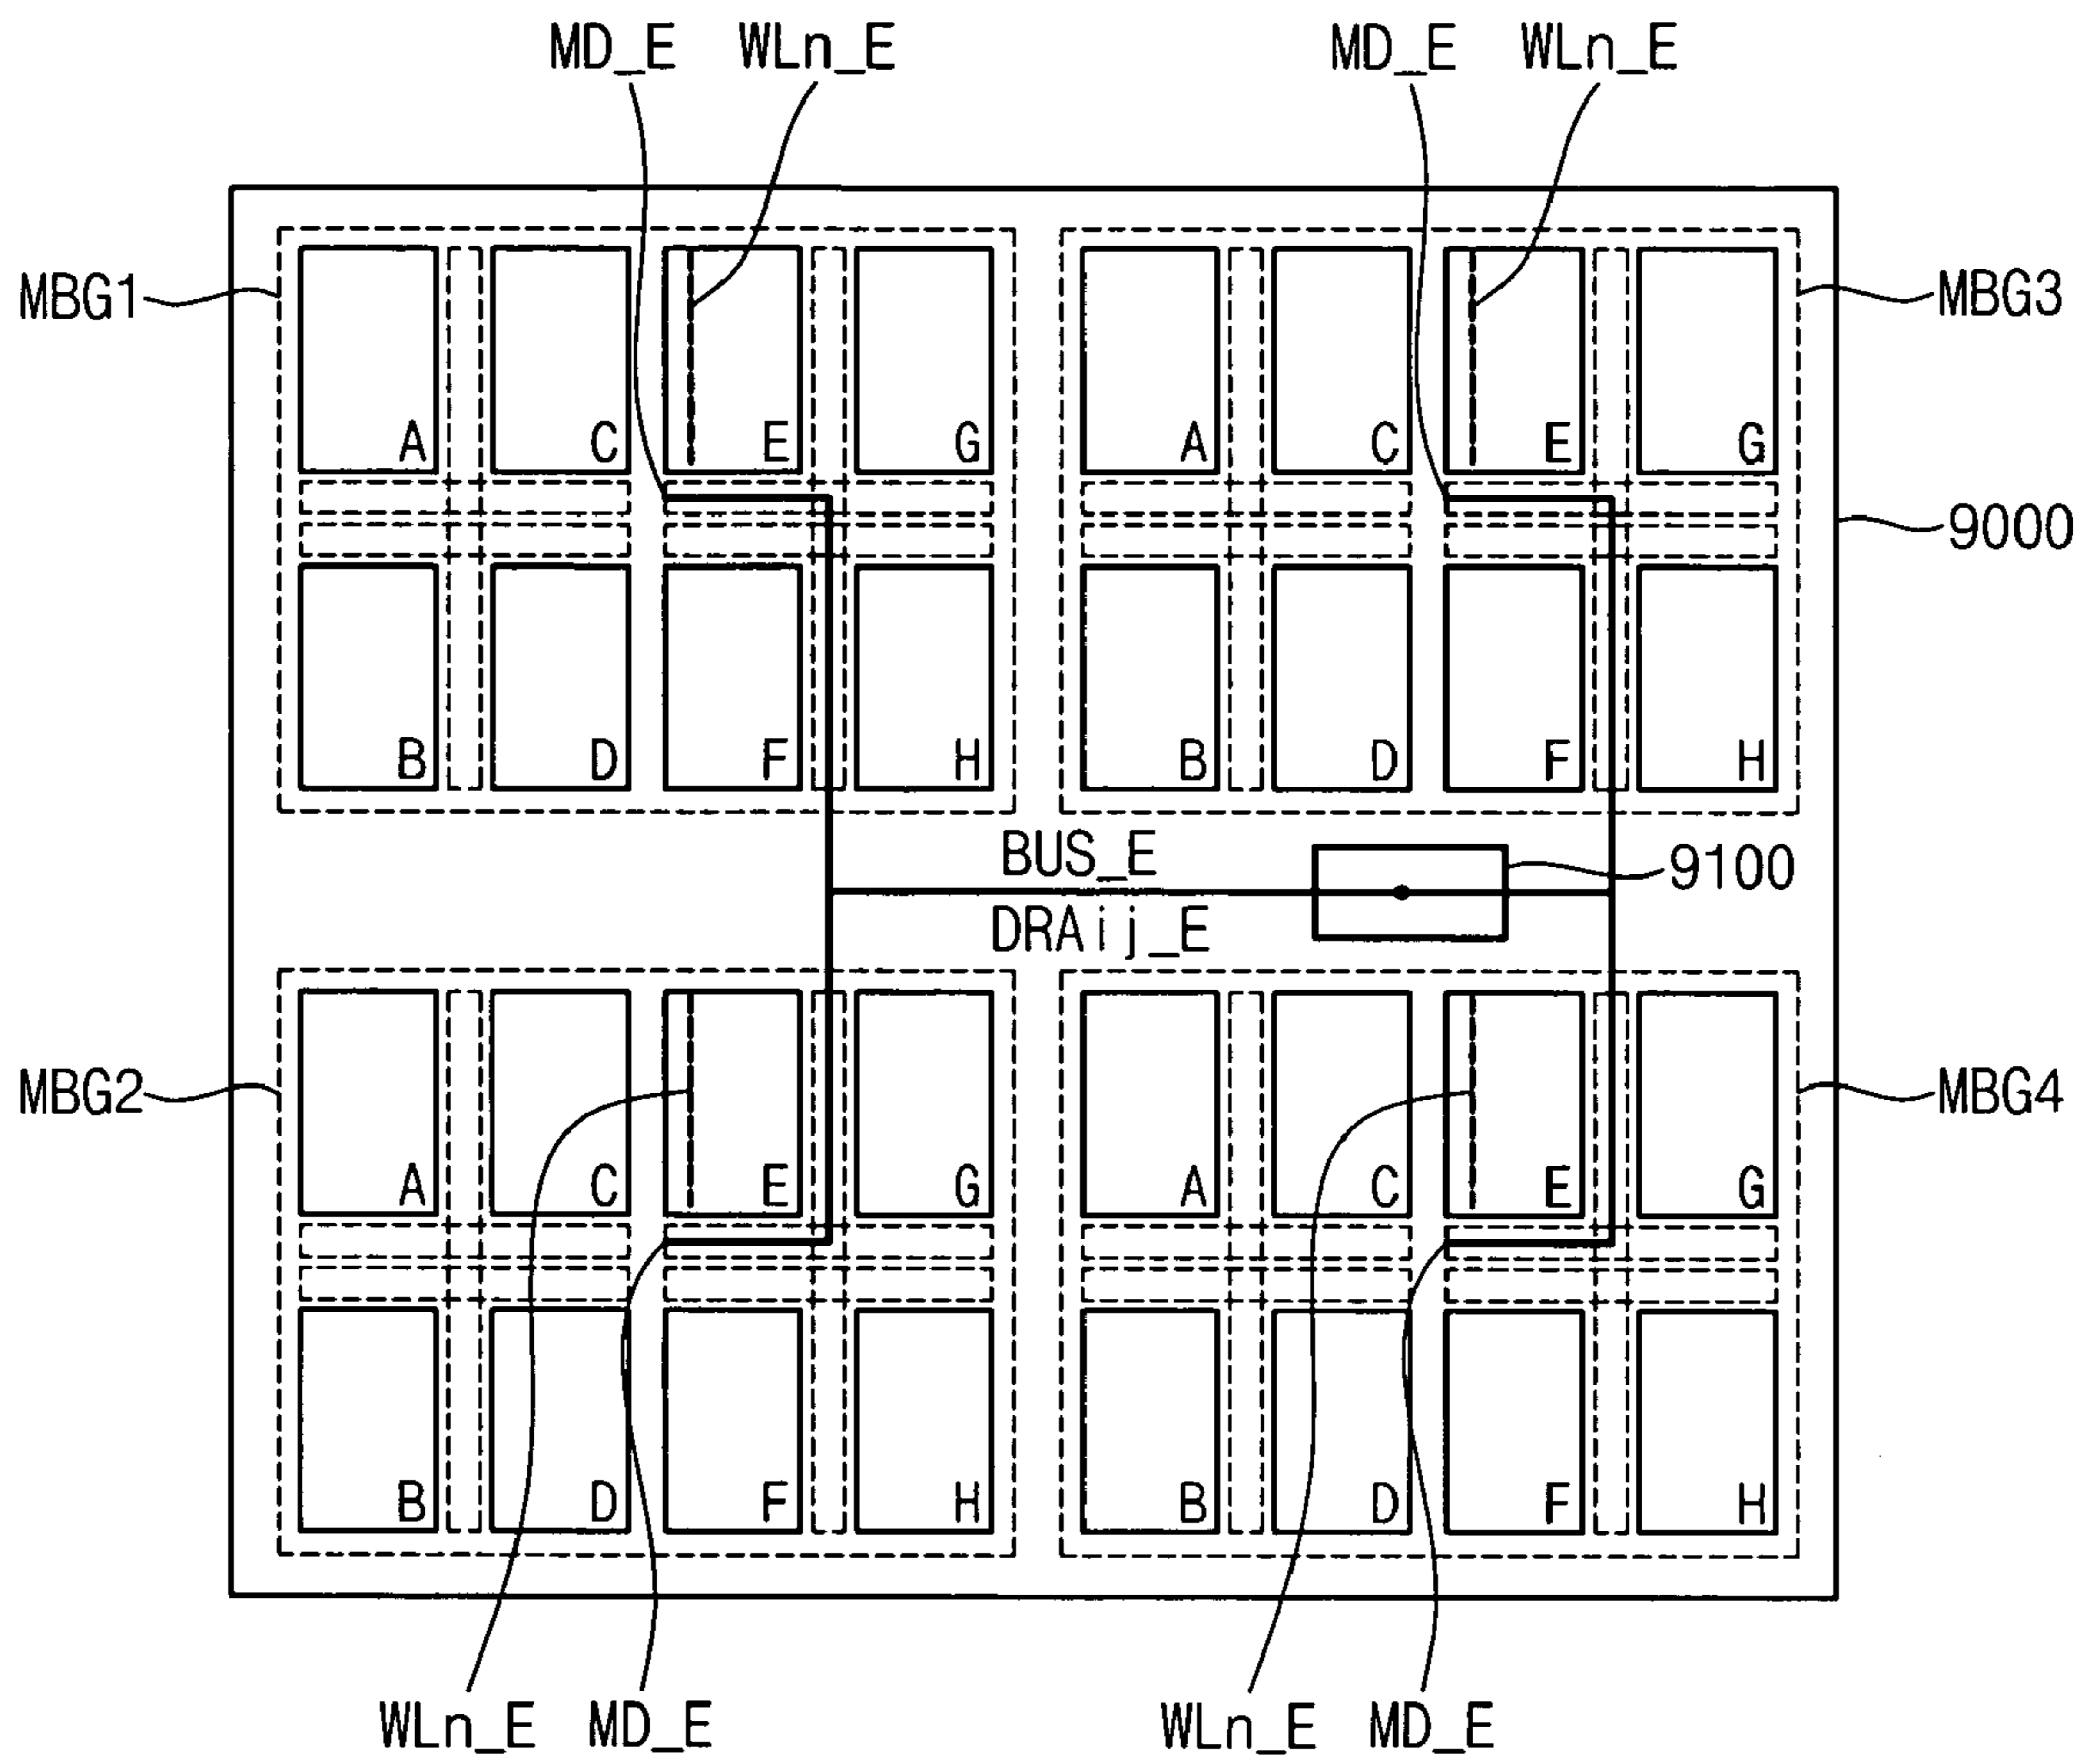 MD_E WLn_E MD_E WLn_E
MBG1 MBG3
A C E G A C E G
9000
B D F H B D F H
BUS_E
9100
DRAij_E
MBG2 MBG4
A C E G A C E G
B D F H B D F H
WLn_E MD_E WLn_E MD_E